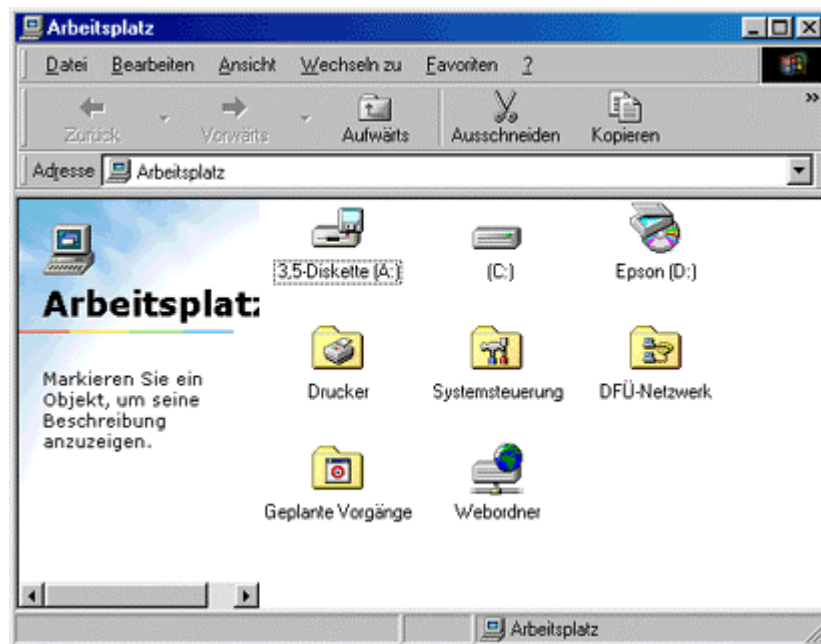 Arbeitsplatz
Datei Bearbeiten Ansicht Wechseln zu Favoriten ?
Zurück Vorwärts Aufwärts Ausschneiden Kopieren »
Adresse Arbeitsplatz
Arbeitsplatz
Markieren Sie ein
Objekt, um seine
Beschreibung
anzuzeigen.
3,5-Diskette (A:) (C:) Epson (D:)
Drucker Systemsteuerung DFÜ-Netzwerk
Geplante Vorgänge Webordner
Arbeitsplatz